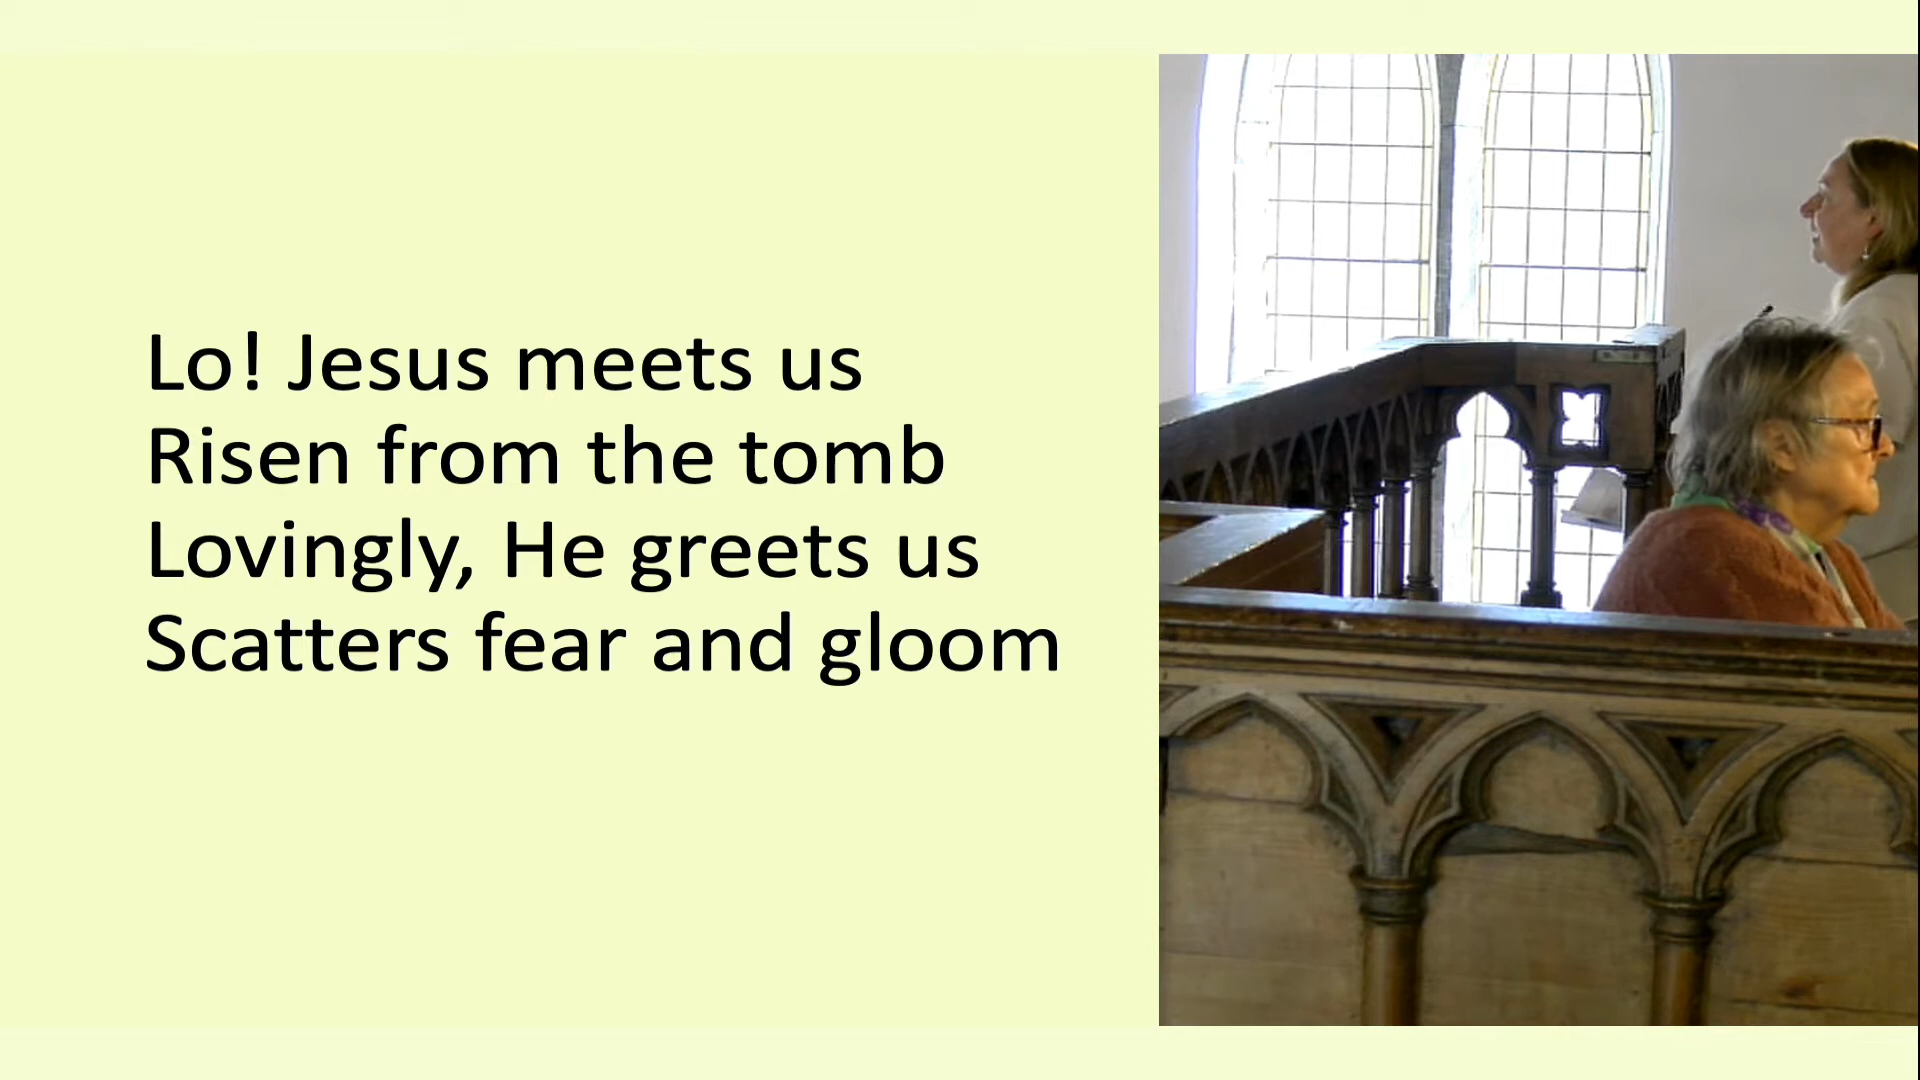 Lo! Jesus meets us
Risen from the tomb
Lovingly, He greets us
Scatters fear and gloom